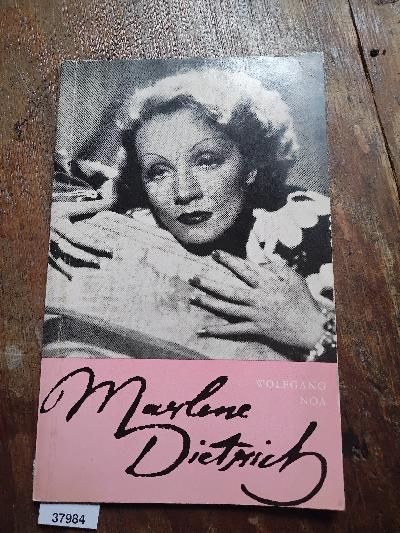 WOLFGANG
NOA
Marlene
Dietrich
37984